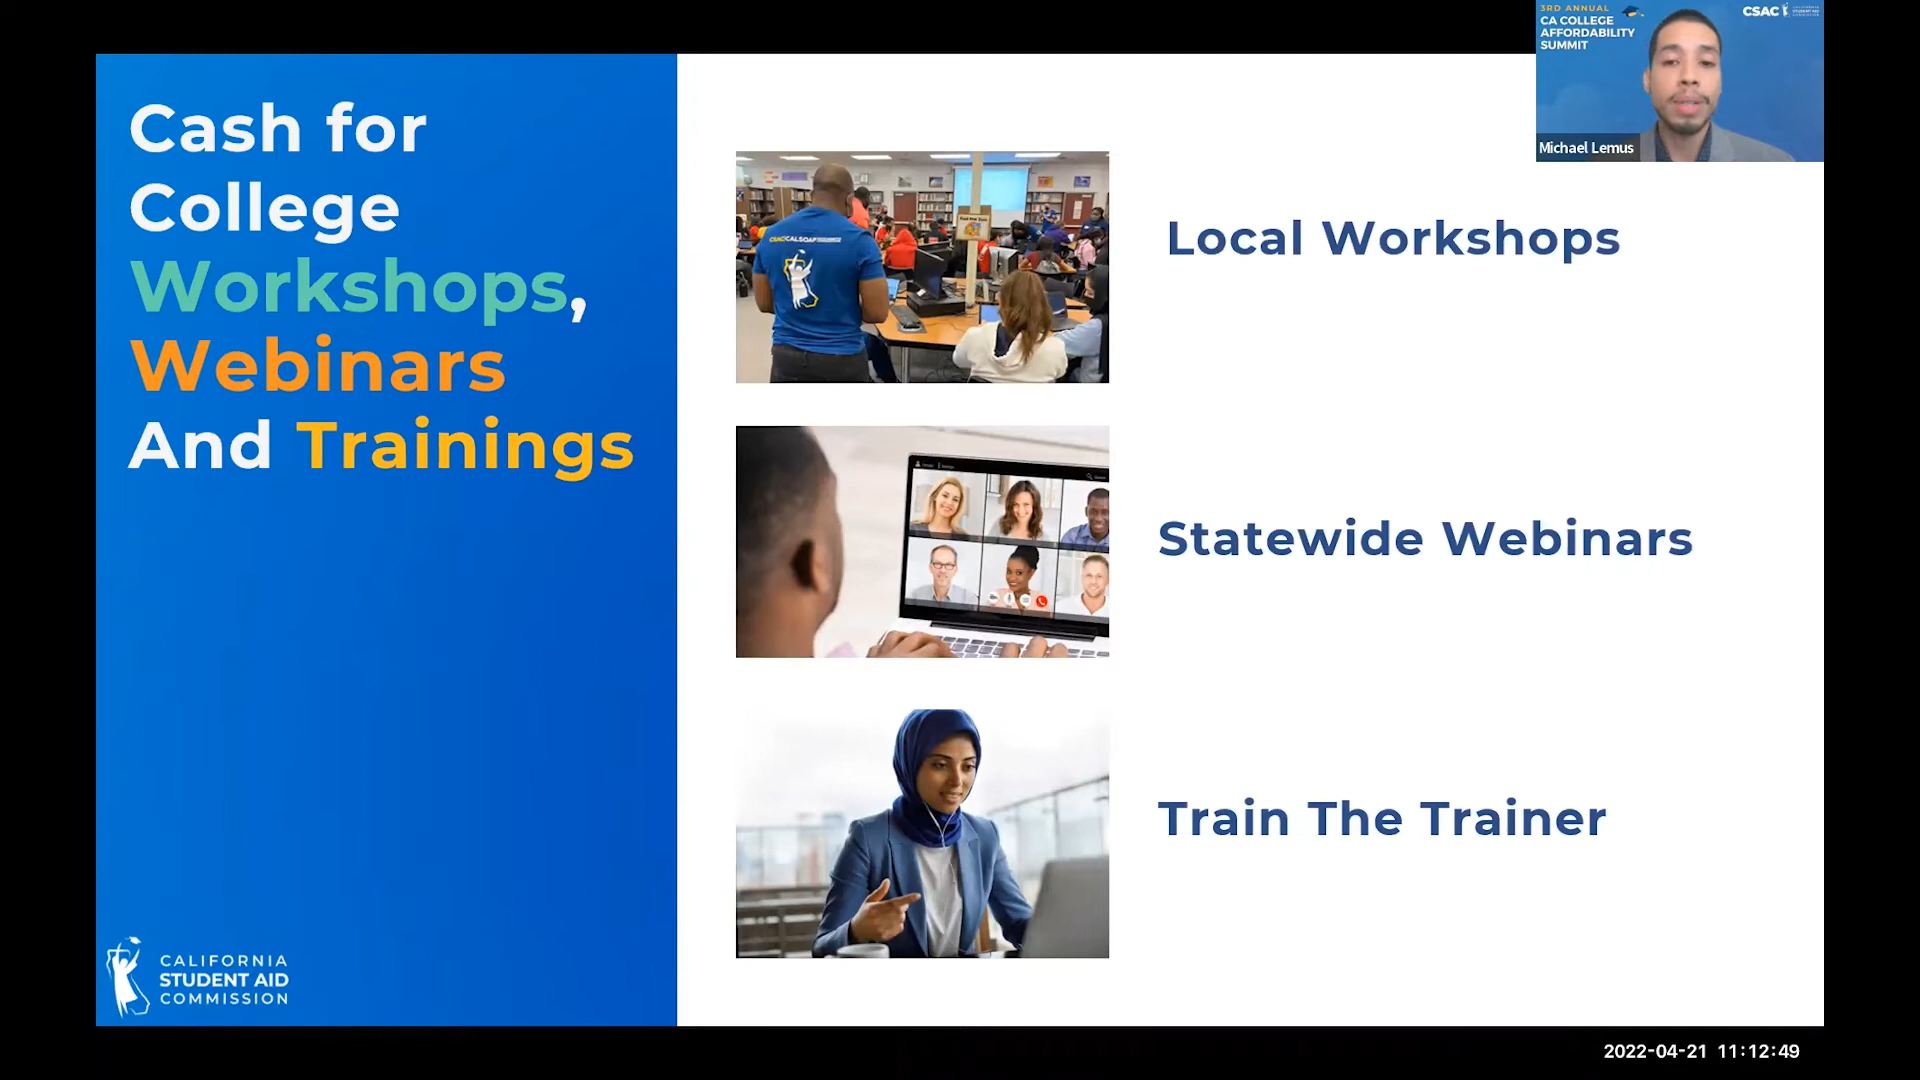 3RD ANNUAL
CA COLLEGE
AFFORDABILITY
SUMMIT
CSAC
Michael Lemus
Cash for
College
Workshops,
Webinars
And Trainings
Local Workshops
Statewide Webinars
Train The Trainer
CALIFORNIA
STUDENT AID
COMMISSION
2022-04-21 11:12:49